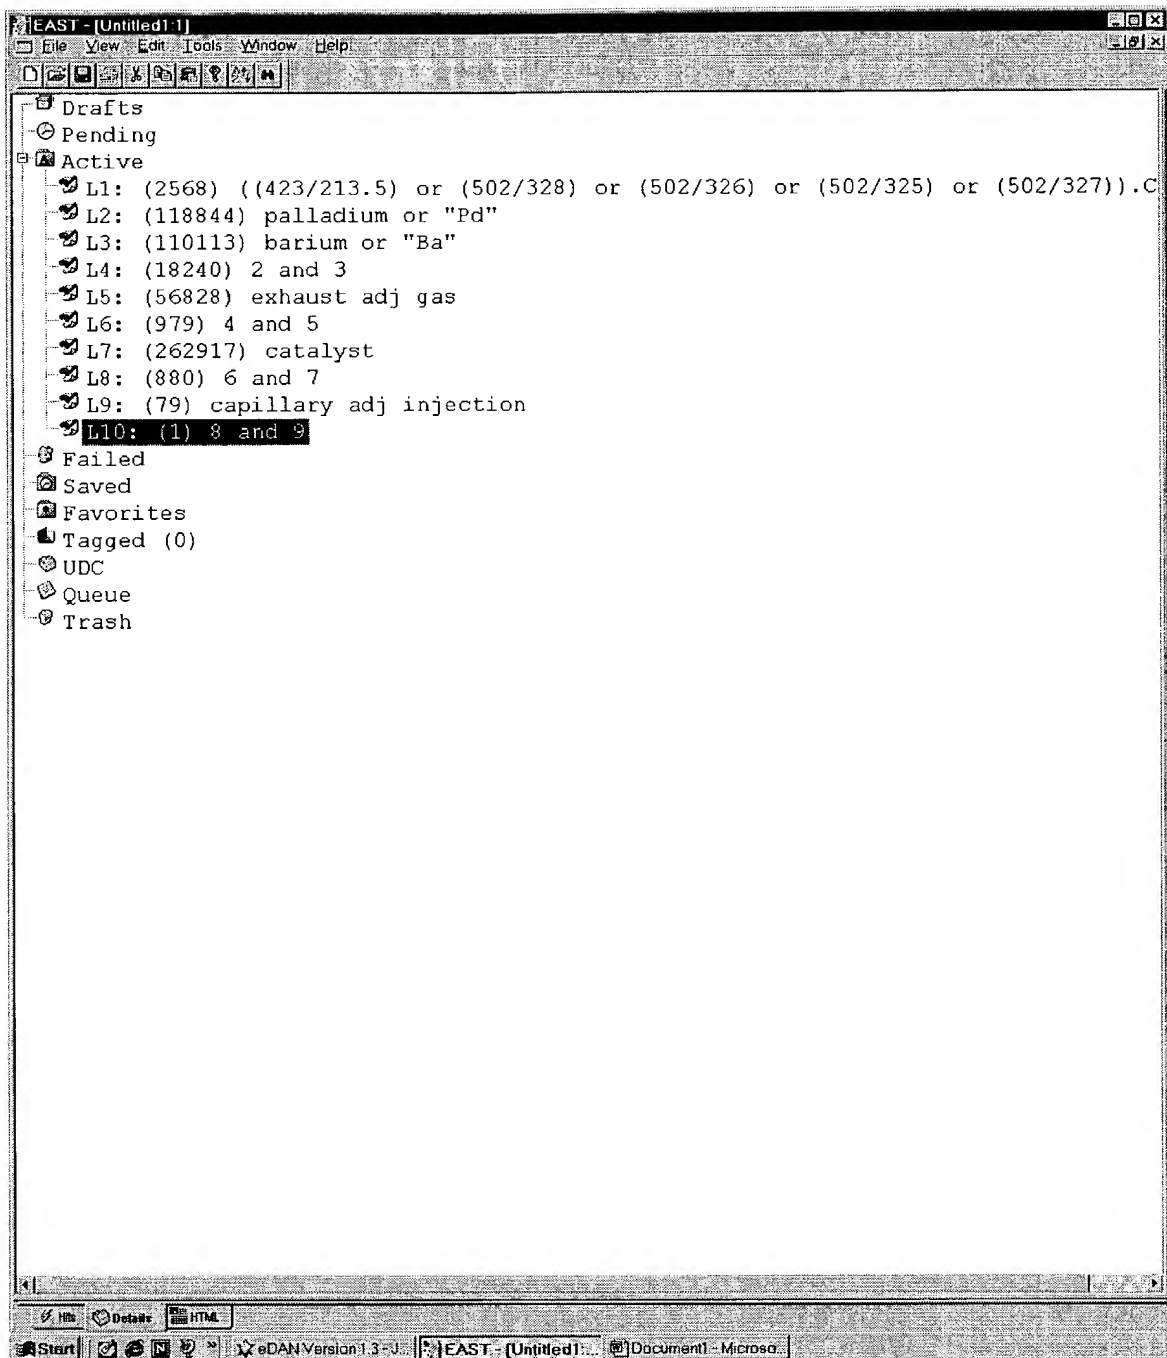 EAST - [Untitled1:1]
File View Edit Tools Window Help
Drafts
Pending
Active
L1: (2568) ((423/213.5) or (502/328) or (502/326) or (502/325) or (502/327)).C
L2: (118844) palladium or "Pd"
L3: (110113) barium or "Ba"
L4: (18240) 2 and 3
L5: (56828) exhaust adj gas
L6: (979) 4 and 5
L7: (262917) catalyst
L8: (880) 6 and 7
L9: (79) capillary adj injection
L10: (1) 8 and 9
Failed
Saved
Favorites
Tagged (0)
UDC
Queue
Trash
Hits Details HTML
Start » eDAN Version 1.3 - J... EAST - [Untitled1:... Document1 - Microso...